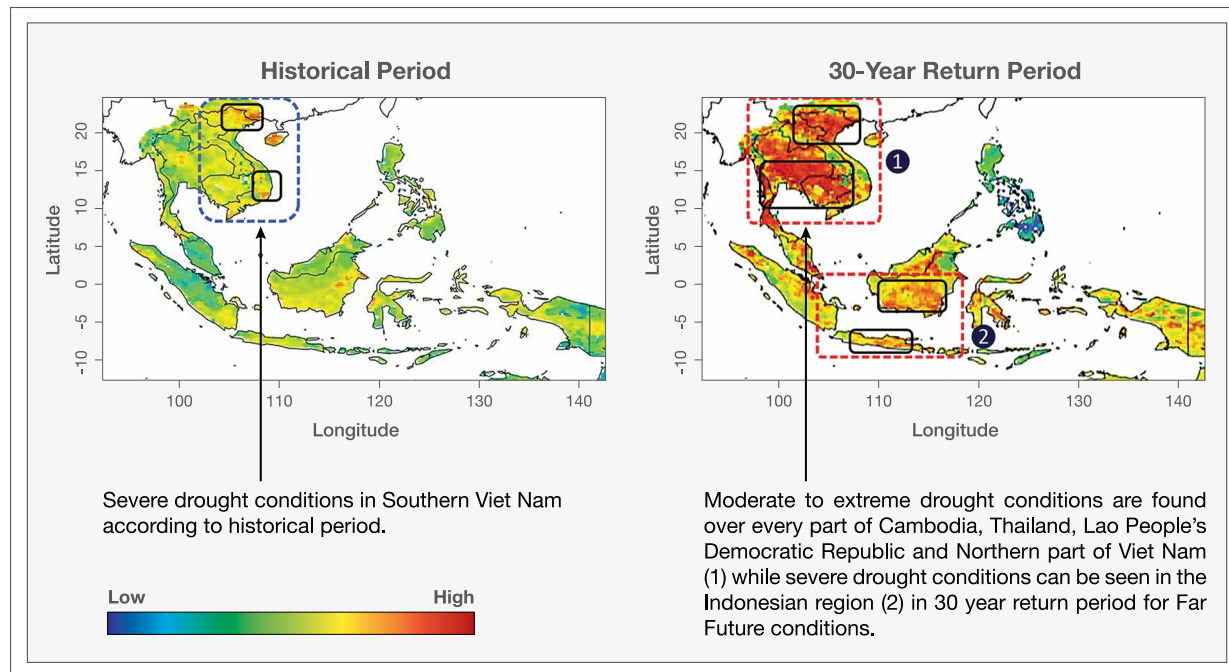 Historical Period
30-Year Return Period
Latitude
20
15
10
5
0
-5
-10
100
110
120
130
140
Longitude
Latitude
20
15
10
5
0
-5
-10
1
2
100
110
120
130
140
Longitude
Severe drought conditions in Southern Viet Nam
according to historical period.
Moderate to extreme drought conditions are found
over every part of Cambodia, Thailand, Lao People's
Democratic Republic and Northern part of Viet Nam
(1) while severe drought conditions can be seen in the
Indonesian region (2) in 30 year return period for Far
Future conditions.
Low
High